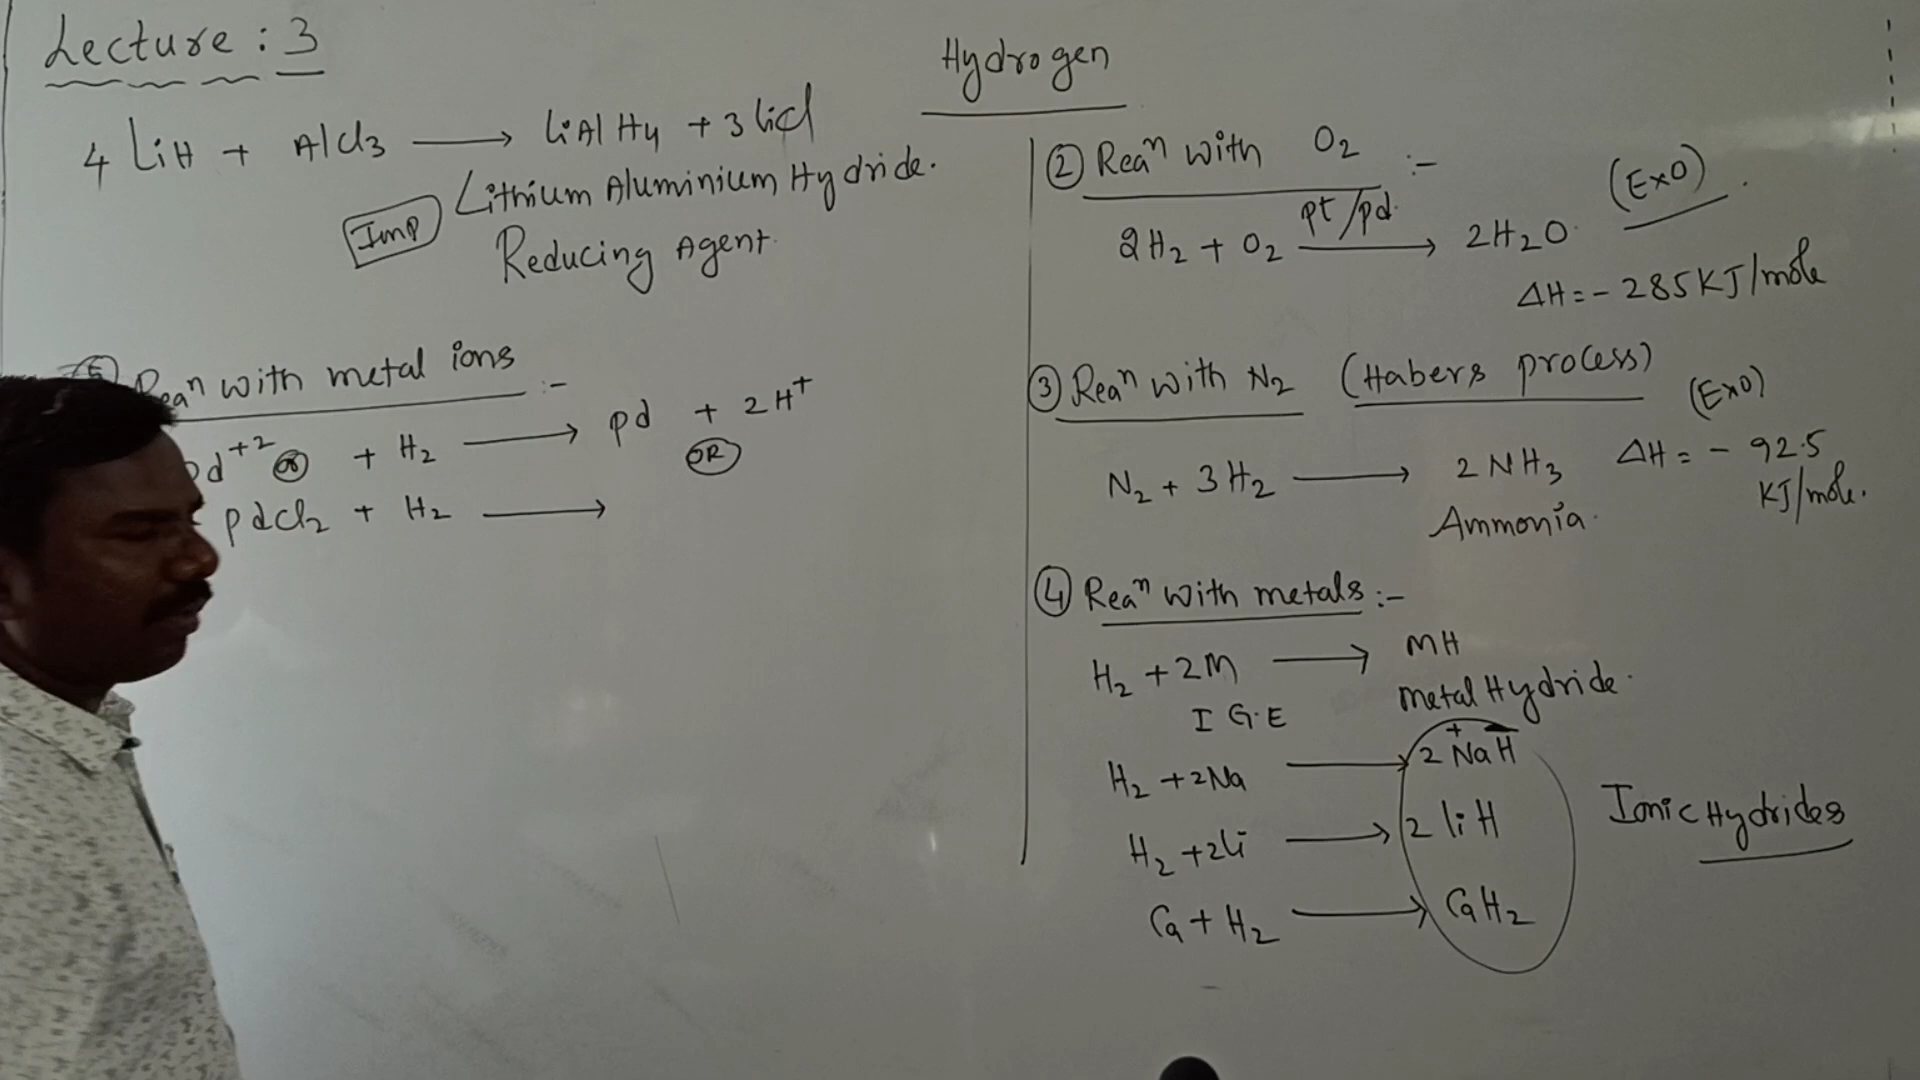 Lecture : 3
Hydrogen
4 LiH + AlCl3 ⟶ LiAlH4 + 3 LiCl
Lithium Aluminium Hydride.
Imp
Reducing Agent.
5 Reaⁿ with metal ions :-
pd⁺² or + H2 ⟶ pd + 2H⁺
OR
pdCl2 + H2 ⟶
② Reaⁿ with O2 :-
2H2 + O2 pt/pd ⟶ 2H2O. (Exo).
ΔH = - 285 KJ/mole
③ Reaⁿ with N2 (Habers process)
(Exo)
N2 + 3H2 ⟶ 2NH3 ΔH = - 92.5
KJ/mole.
Ammonia.
④ Reaⁿ with metals :-
H2 + 2M ⟶ MH
I G.E metal Hydride.
+ -
H2 + 2Na ⟶ 2 NaH
H2 + 2Li ⟶ 2 LiH Ionic Hydrides
Ca + H2 ⟶ CaH2